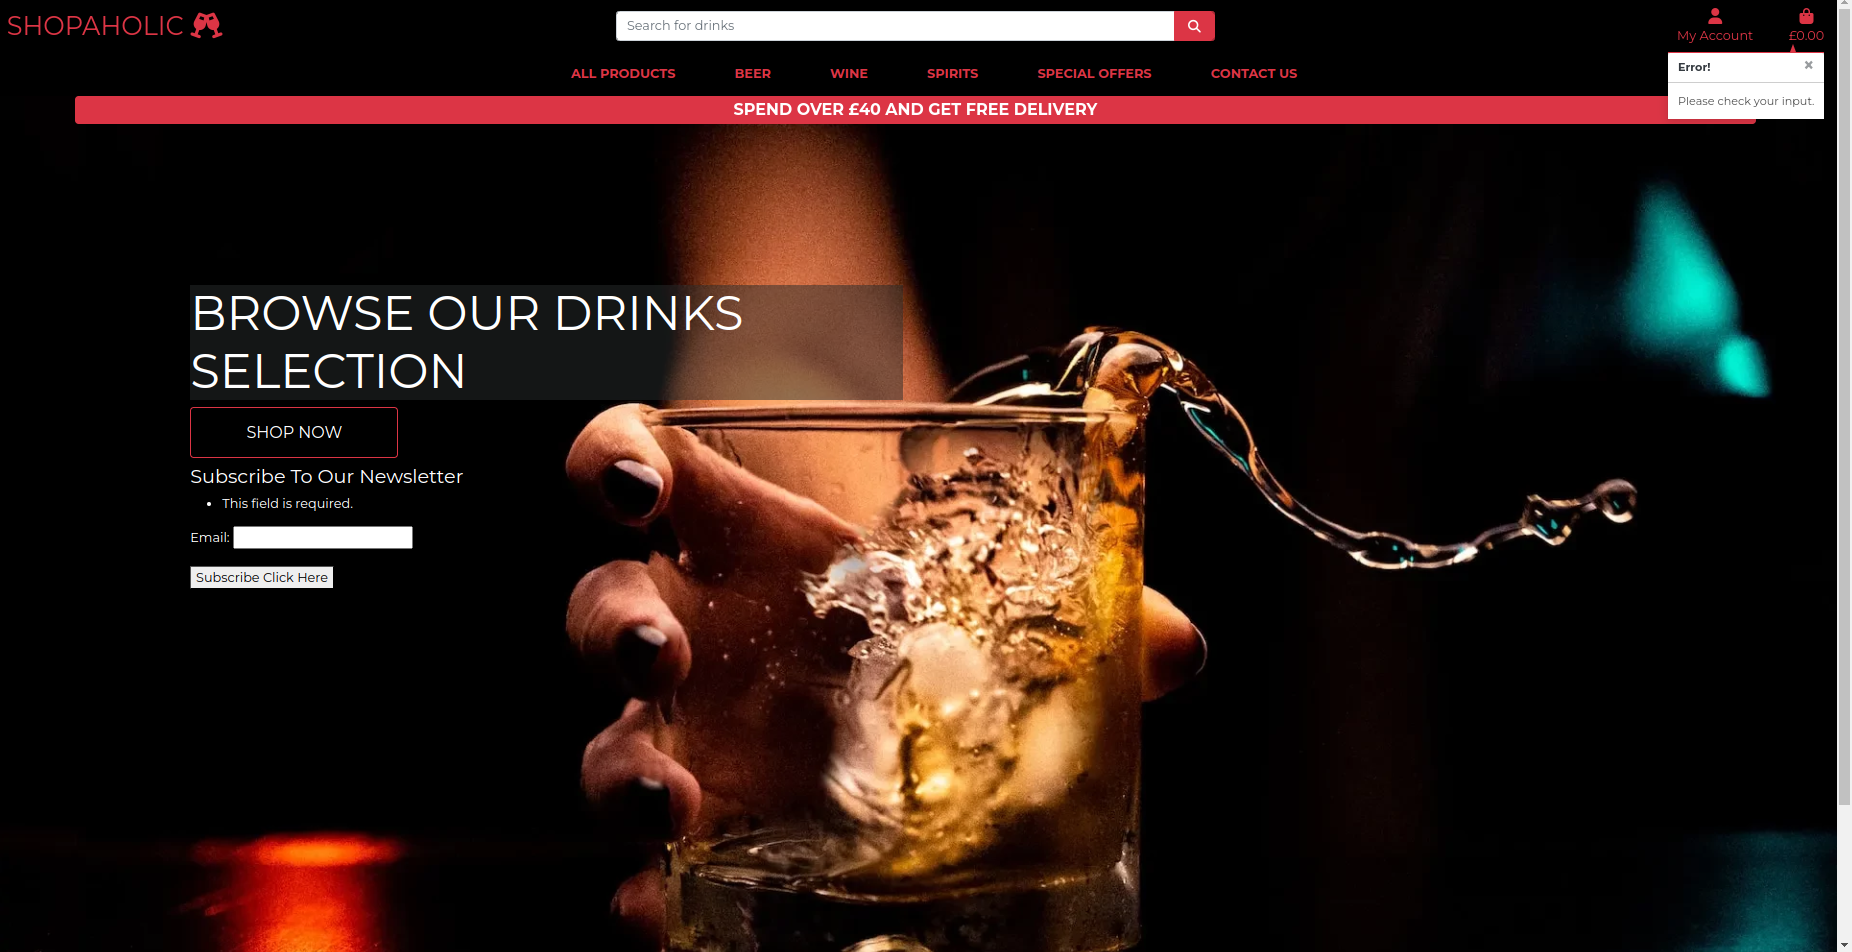 SHOPAHOLIC
Search for drinks
My Account
£0.00
ALL PRODUCTS
BEER
WINE
SPIRITS
SPECIAL OFFERS
CONTACT US
Error!
×
Please check your input.
SPEND OVER £40 AND GET FREE DELIVERY
BROWSE OUR DRINKS
SELECTION
SHOP NOW
Subscribe To Our Newsletter
• This field is required.
Email:
Subscribe Click Here